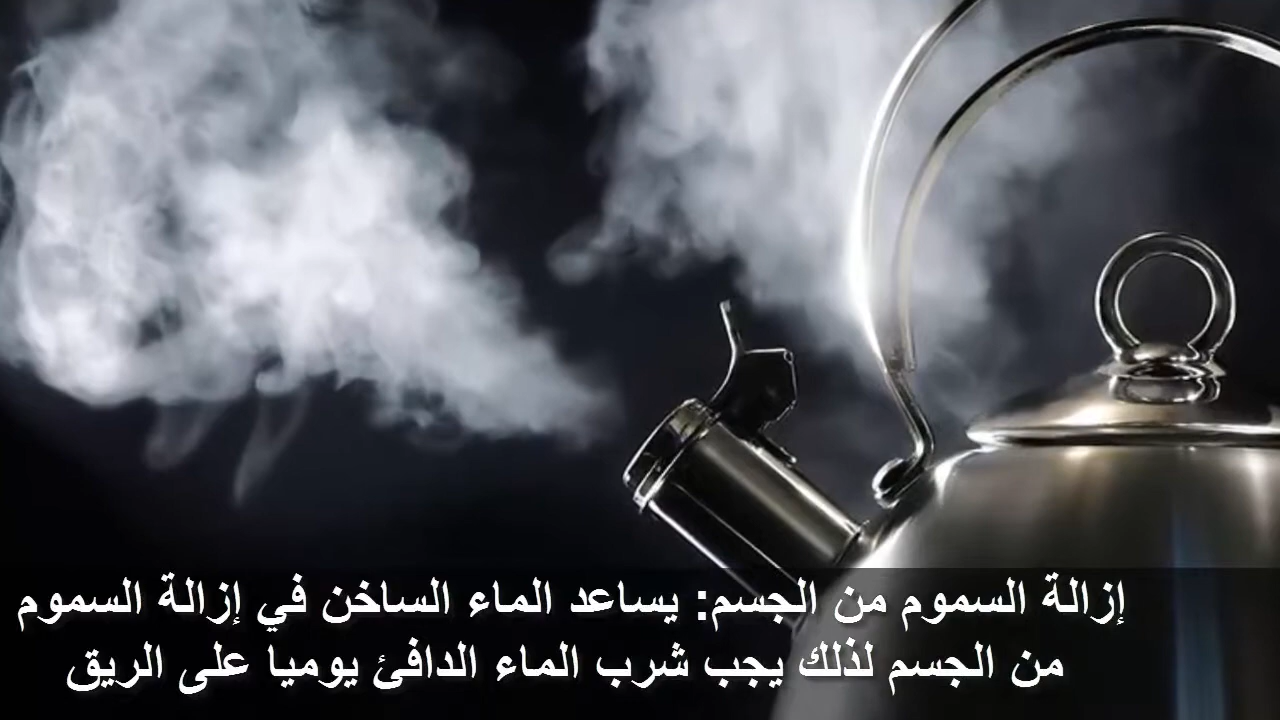 إزالة السموم من الجسم: يساعد الماء الساخن في إزالة السموم
من الجسم لذلك يجب شرب الماء الدافئ يوميا على الريق